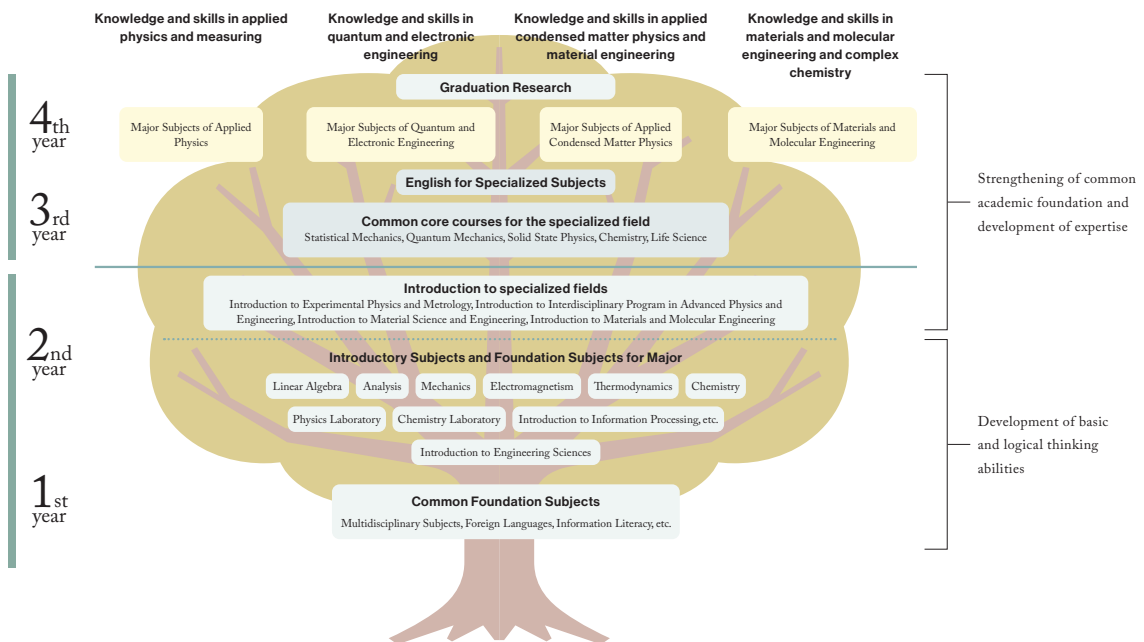 Knowledge and skills in applied
physics and measuring
Knowledge and skills in
quantum and electronic
engineering
Knowledge and skills in applied
condensed matter physics and
material engineering
Knowledge and skills in
materials and molecular
engineering and complex
chemistry
4th
year
Graduation Research
Major Subjects of Applied
Physics
Major Subjects of Quantum and
Electronic Engineering
Major Subjects of Applied
Condensed Matter Physics
Major Subjects of Materials and
Molecular Engineering
English for Specialized Subjects
3rd
year
Common core courses for the specialized field
Statistical Mechanics, Quantum Mechanics, Solid State Physics, Chemistry, Life Science
Strengthening of common
academic foundation and
development of expertise
Introduction to specialized fields
Introduction to Experimental Physics and Metrology, Introduction to Interdisciplinary Program in Advanced Physics and
Engineering, Introduction to Material Science and Engineering, Introduction to Materials and Molecular Engineering
2nd
year
Introductory Subjects and Foundation Subjects for Major
Linear Algebra
Analysis
Mechanics
Electromagnetism
Thermodynamics
Chemistry
Physics Laboratory
Chemistry Laboratory
Introduction to Information Processing, etc.
Introduction to Engineering Sciences
Development of basic
and logical thinking
abilities
1st
year
Common Foundation Subjects
Multidisciplinary Subjects, Foreign Languages, Information Literacy, etc.